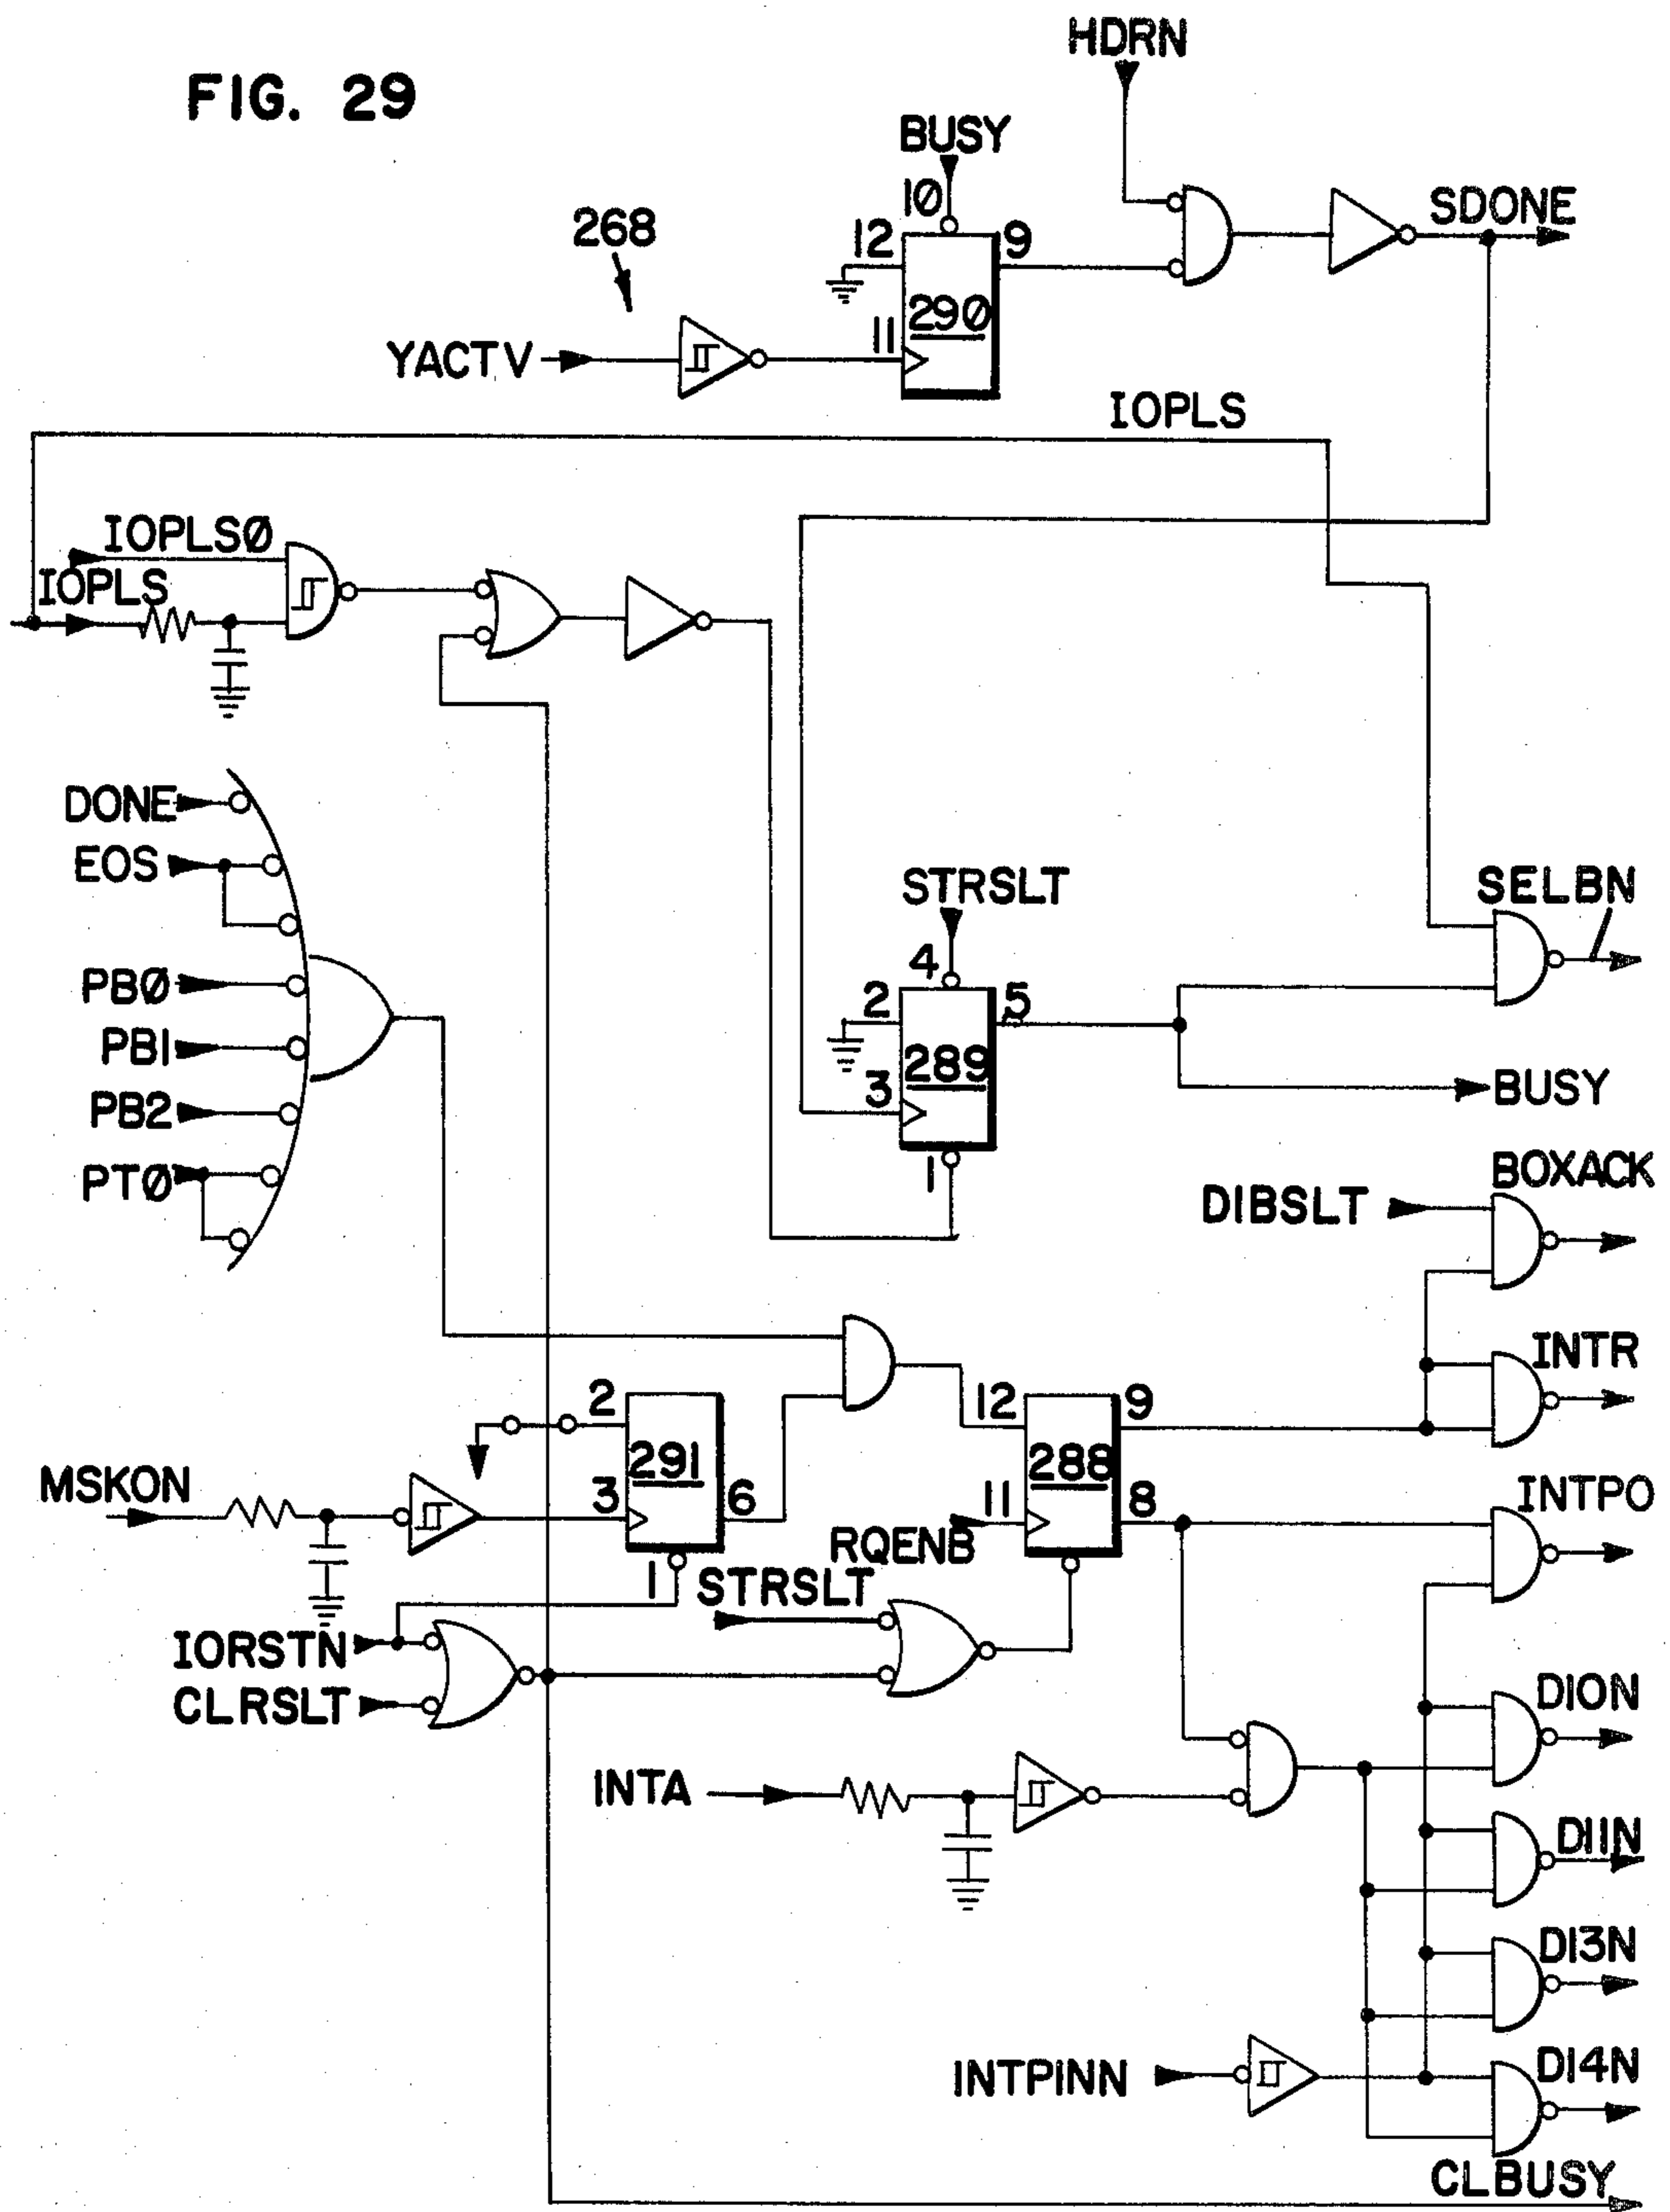 HDRN
FIG. 29
BUSY
10
SDONE
268
12
9
290
11
YACTV
IOPLS
IOPLSØ
IOPLS
DONE
EOS
STRSLT
SELBN
4
PBØ
2
5
PB1
289
3
BUSY
PB2
1
BOXACK
PTØ
DIBSLT
INTR
2
12
9
291
288
MSKON
3
6
11
8
INTPO
RQENB
1
STRSLT
IORSTN
CLRSLT
DION
INTA
DI1N
DI3N
INTPINN
DI4N
CLBUSY